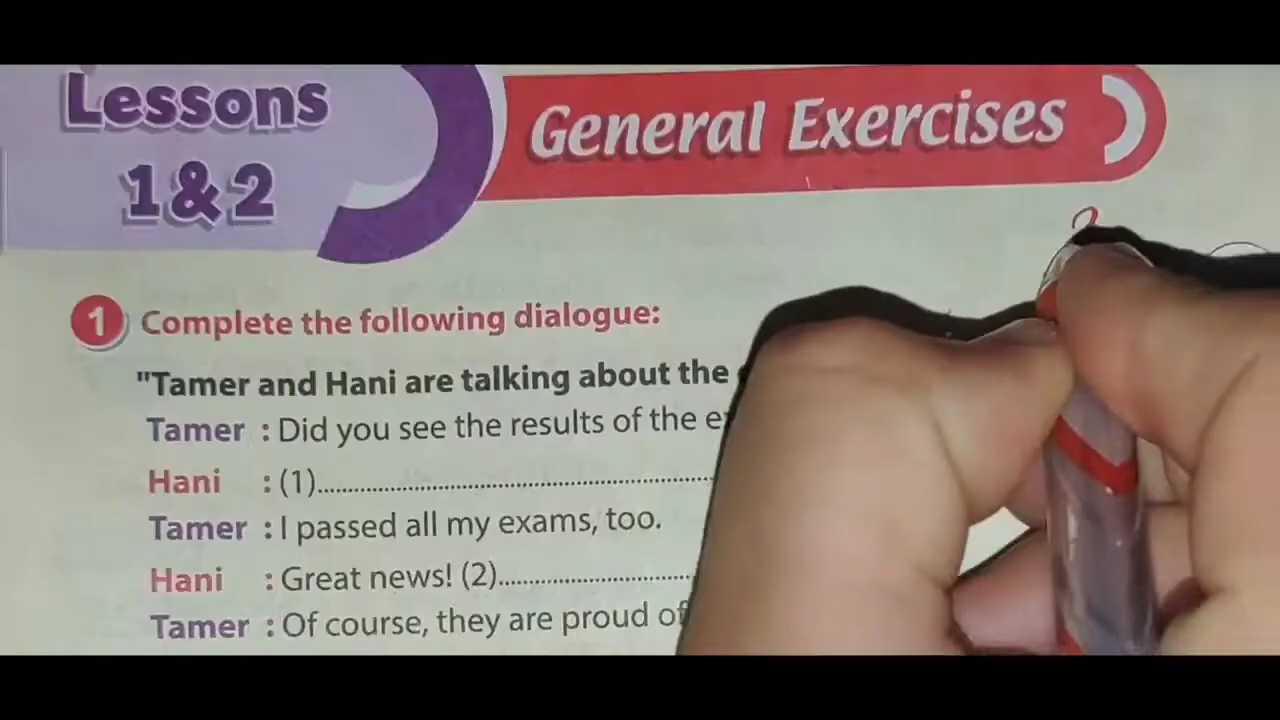 Lessons
1&2
General Exercises
1 Complete the following dialogue:
"Tamer and Hani are talking about the
Tamer : Did you see the results of the
Hani : (1)................................................
Tamer : I passed all my exams, too.
Hani : Great news! (2)................................
Tamer : Of course, they are proud of